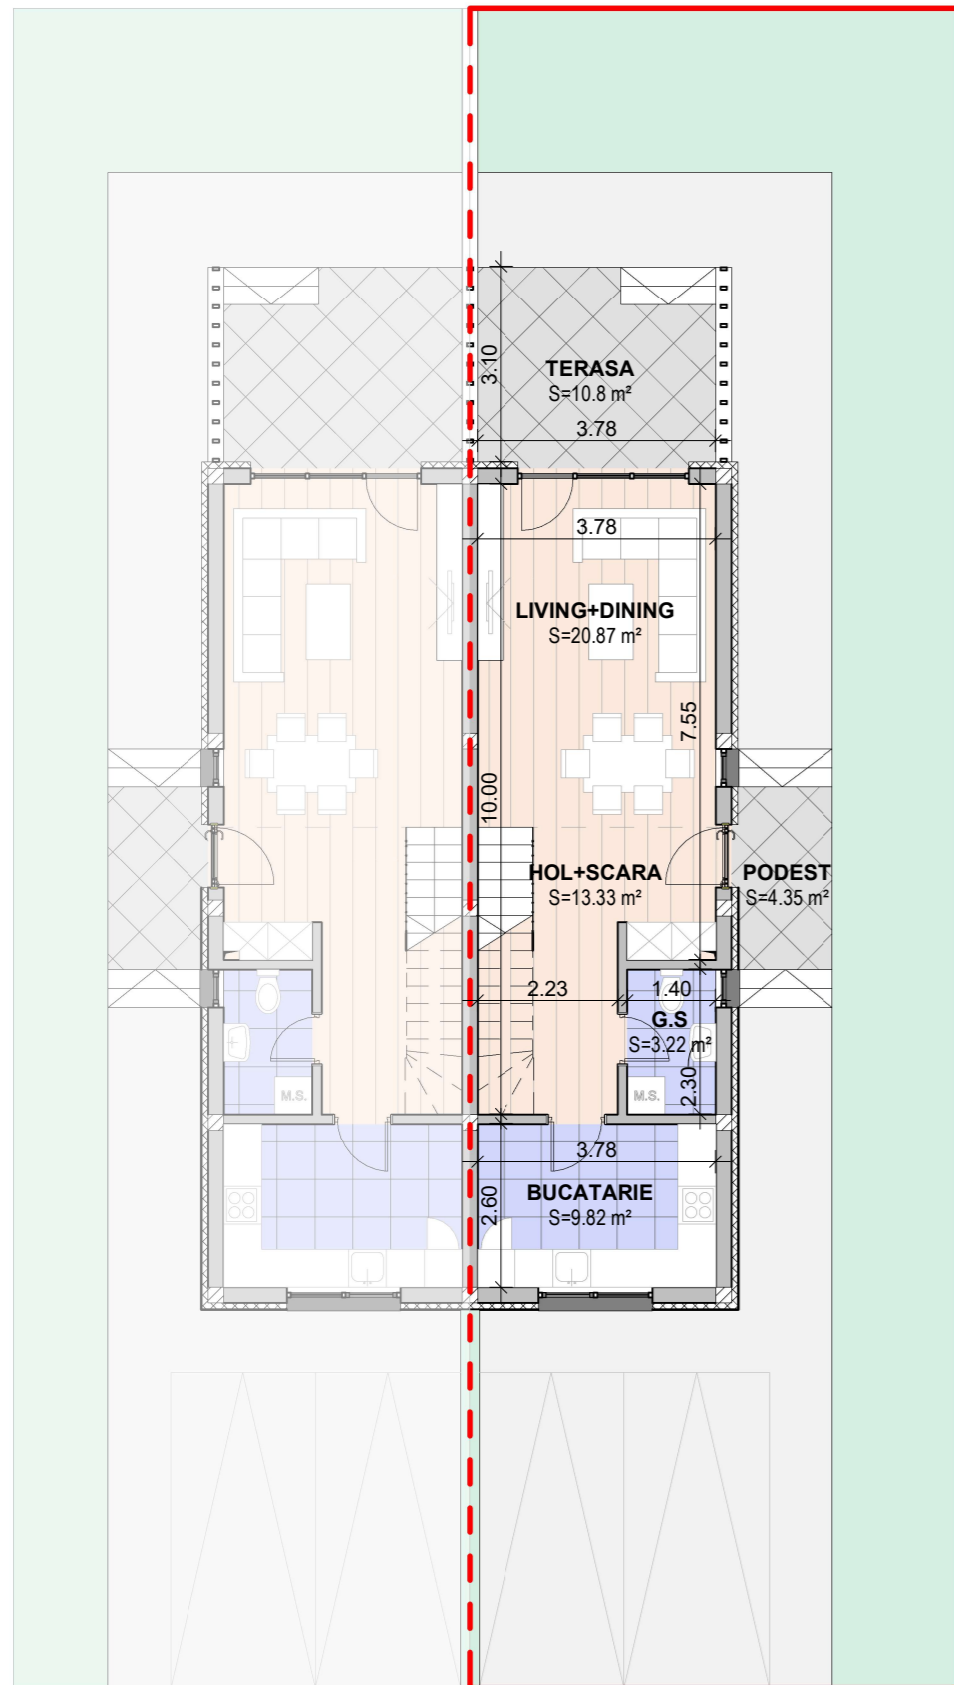 3.10
TERASA
S=10.8 m²
3.78
3.78
LIVING+DINING
S=20.87 m²
7.55
10.00
HOL+SCARA
S=13.33 m²
PODEST
S=4.35 m²
2.23
1.40
G.S
S=3.22 m²
2.30
M.S.
M.S.
3.78
2.60
BUCATARIE
S=9.82 m²